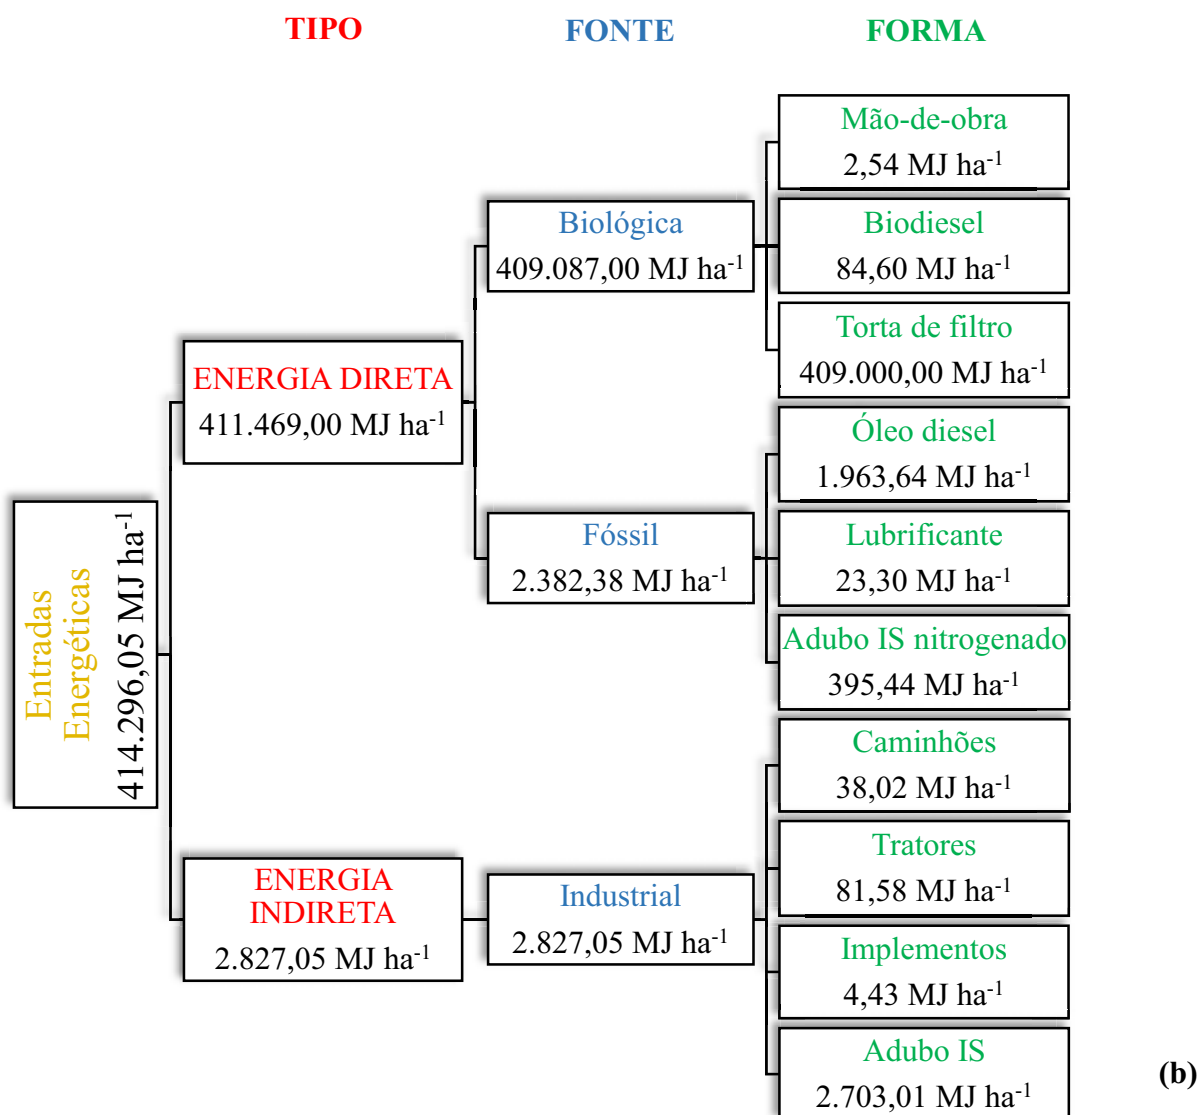 TIPO
FONTE
FORMA
Mão-de-obra
2,54 MJ ha⁻¹
Biológica
409.087,00 MJ ha⁻¹
Biodiesel
84,60 MJ ha⁻¹
Torta de filtro
409.000,00 MJ ha⁻¹
ENERGIA DIRETA
411.469,00 MJ ha⁻¹
Óleo diesel
1.963,64 MJ ha⁻¹
Fóssil
2.382,38 MJ ha⁻¹
Lubrificante
23,30 MJ ha⁻¹
Adubo IS nitrogenado
395,44 MJ ha⁻¹
Entradas
Energéticas
414.296,05 MJ ha⁻¹
Caminhões
38,02 MJ ha⁻¹
Tratores
81,58 MJ ha⁻¹
ENERGIA
INDIRETA
2.827,05 MJ ha⁻¹
Industrial
2.827,05 MJ ha⁻¹
Implementos
4,43 MJ ha⁻¹
Adubo IS
2.703,01 MJ ha⁻¹
(b)